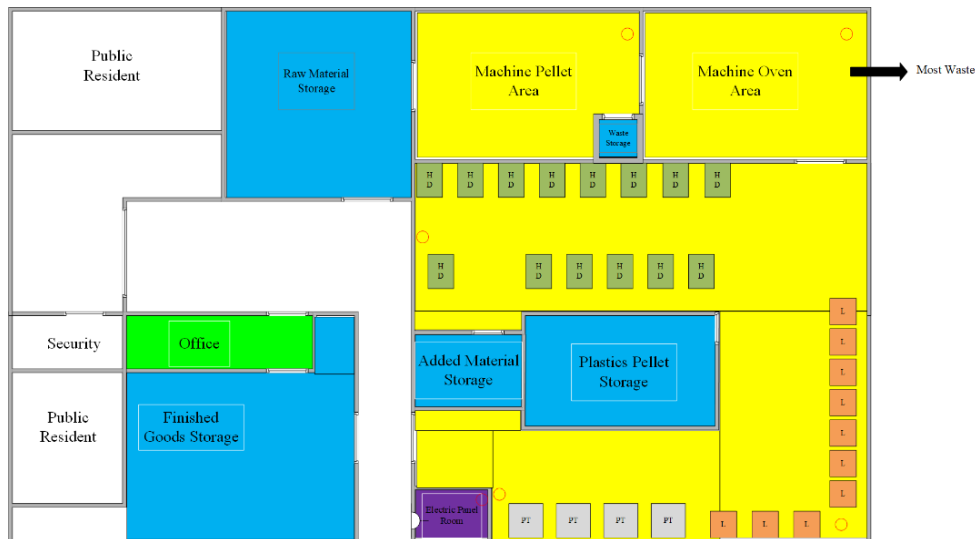 Public
Resident
Raw Material
Storage
Machine Pellet
Area
Machine Oven
Area
Most Waste
Waste
Storage
H
D
H
D
H
D
H
D
H
D
H
D
H
D
H
D
H
D
H
D
H
D
H
D
H
D
H
D
L
Security
Office
L
Added Material
Storage
Plastics Pellet
Storage
L
L
Public
Resident
Finished
Goods Storage
L
L
L
Electric Panel
Room
PT
PT
PT
PT
L
L
L